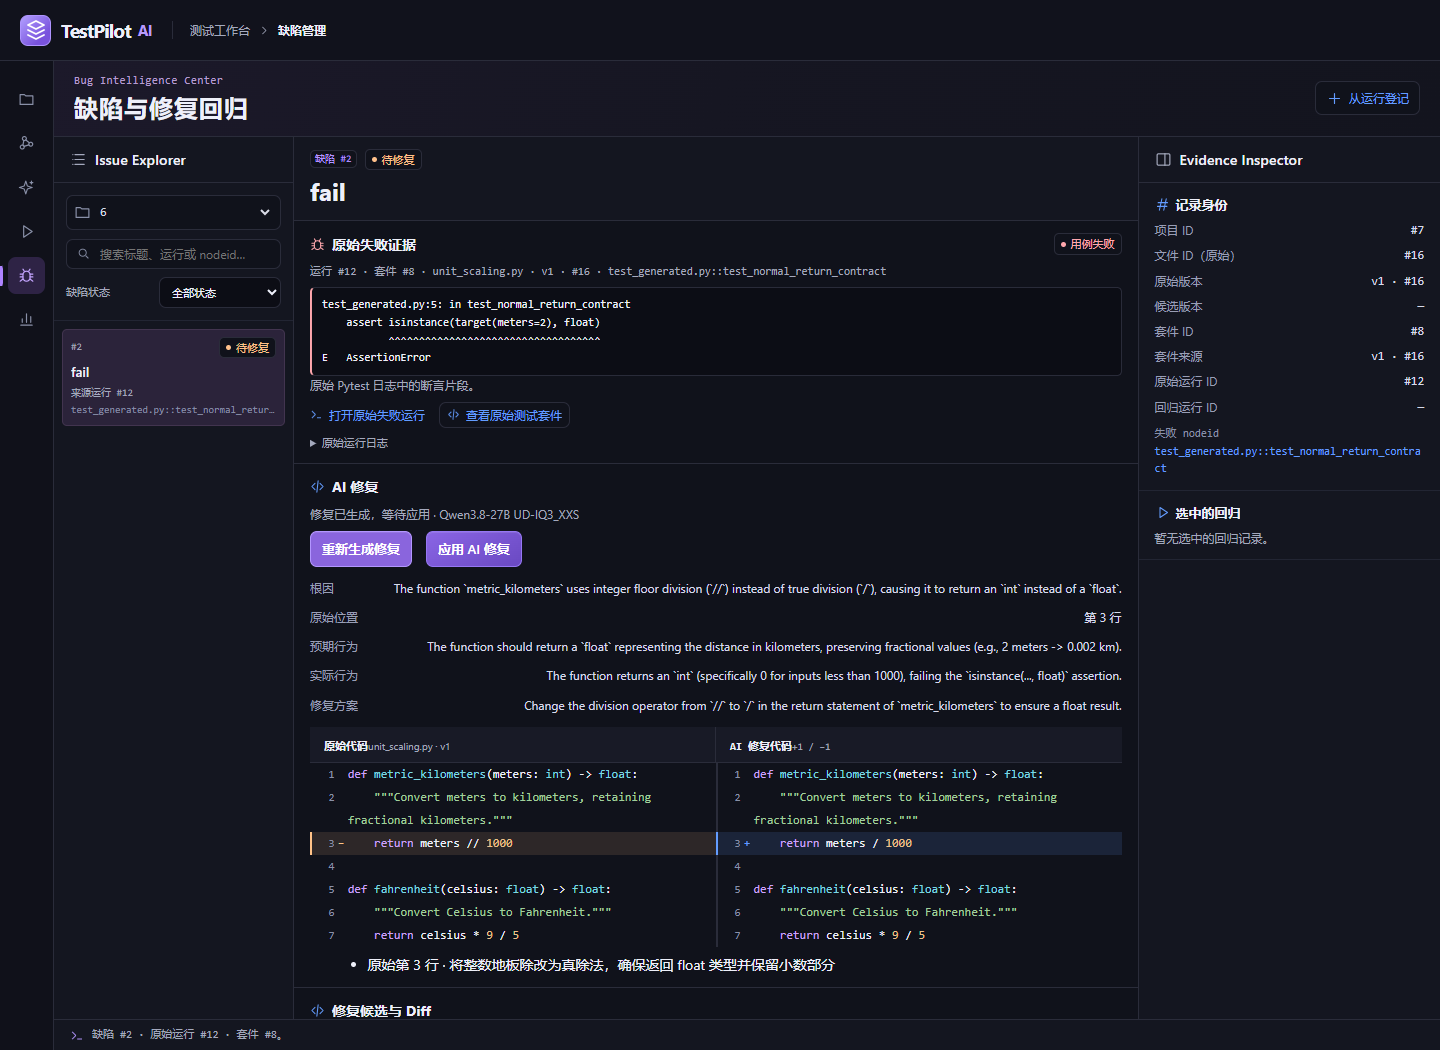 TestPilot AI
测试工作台 > 缺陷管理
Bug Intelligence Center
缺陷与修复回归
从运行登记
Issue Explorer
6
搜索标题、运行或 nodeid...
缺陷状态
全部状态
#2
待修复
fail
来源运行 #12
test_generated.py::test_normal_retur…
缺陷 #2
待修复
fail
原始失败证据
用例失败
运行 #12 · 套件 #8 · unit_scaling.py · v1 · #16 · test_generated.py::test_normal_return_contract
test_generated.py:5: in test_normal_return_contract
assert isinstance(target(meters=2), float)
^^^^^^^^^^^^^^^^^^^^^^^^^^^^^^^^^^^
E AssertionError
原始 Pytest 日志中的断言片段。
打开原始失败运行
查看原始测试套件
原始运行日志
AI 修复
修复已生成，等待应用 · Qwen3.8-27B UD-IQ3_XXS
重新生成修复
应用 AI 修复
根因
The function `metric_kilometers` uses integer floor division (`//`) instead of true division (`/`), causing it to return an `int` instead of a `float`.
原始位置
第 3 行
预期行为
The function should return a `float` representing the distance in kilometers, preserving fractional values (e.g., 2 meters -> 0.002 km).
实际行为
The function returns an `int` (specifically 0 for inputs less than 1000), failing the `isinstance(..., float)` assertion.
修复方案
Change the division operator from `//` to `/` in the return statement of `metric_kilometers` to ensure a float result.
原始代码unit_scaling.py · v1
1 def metric_kilometers(meters: int) -> float:
2 """Convert meters to kilometers, retaining
fractional kilometers."""
3 − return meters // 1000
4
5 def fahrenheit(celsius: float) -> float:
6 """Convert Celsius to Fahrenheit."""
7 return celsius * 9 / 5
AI 修复代码+1 / −1
1 def metric_kilometers(meters: int) -> float:
2 """Convert meters to kilometers, retaining
fractional kilometers."""
3 + return meters / 1000
4
5 def fahrenheit(celsius: float) -> float:
6 """Convert Celsius to Fahrenheit."""
7 return celsius * 9 / 5
• 原始第 3 行 · 将整数地板除改为真除法，确保返回 float 类型并保留小数部分
修复候选与 Diff
Evidence Inspector
# 记录身份
项目 ID #7
文件 ID（原始） #16
原始版本 v1 · #16
候选版本 —
套件 ID #8
套件来源 v1 · #16
原始运行 ID #12
回归运行 ID —
失败 nodeid
test_generated.py::test_normal_return_contra
ct
选中的回归
暂无选中的回归记录。
缺陷 #2 · 原始运行 #12 · 套件 #8。